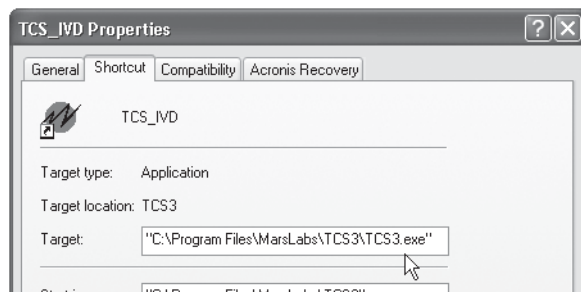 TCS_IVD Properties
General Shortcut Compatibility Acronis Recovery
TCS_IVD
Target type: Application
Target location: TCS3
Target: "C:\Program Files\MarsLabs\TCS3\TCS3.exe"